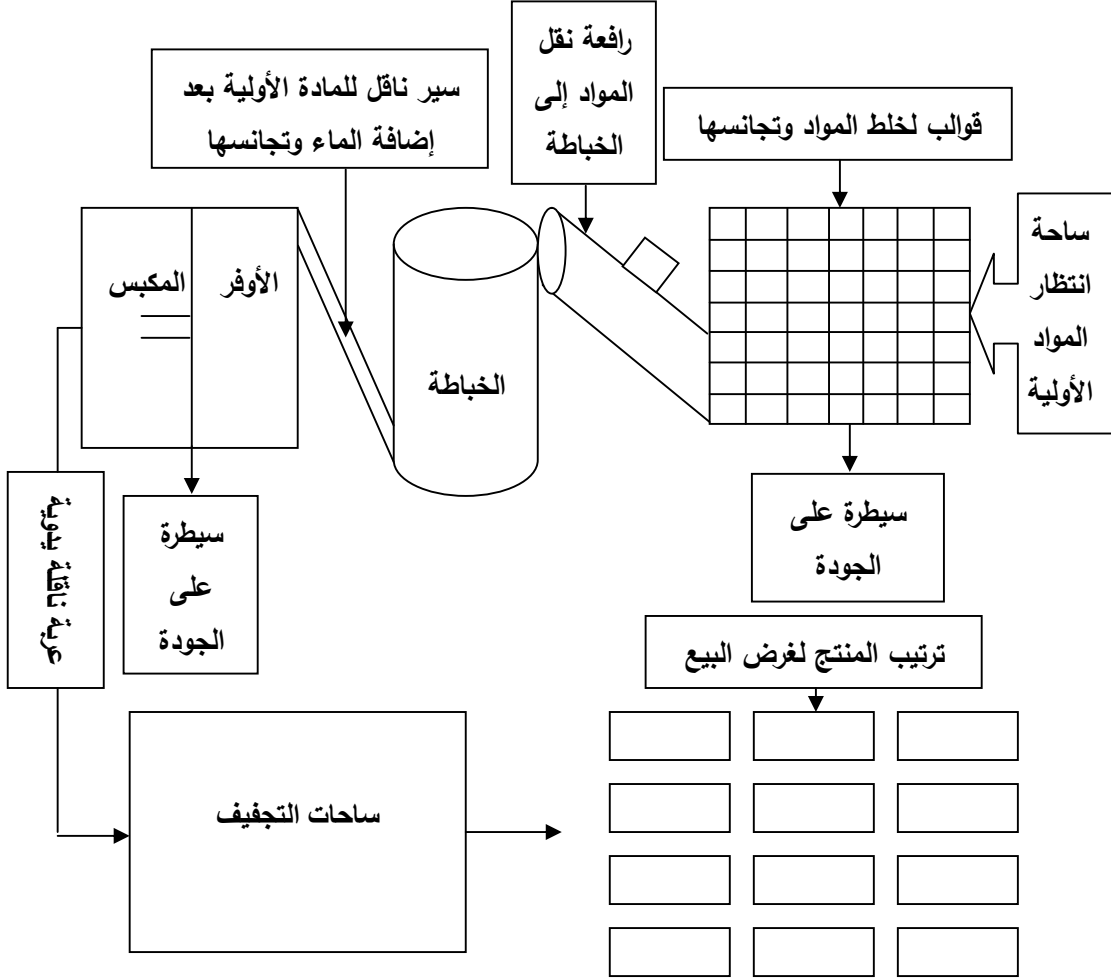 رافعة نقل
المواد إلى
الخباطة
سير ناقل للمادة الأولية بعد
إضافة الماء وتجانسها
قوالب لخلط المواد وتجانسها
ساحة
انتظار
المواد
الأولية
الأوفر
المكبس
الخباطة
سيطرة على
الجودة
سيطرة
على
الجودة
عربة ناقلة يدوية
ترتيب المنتج لغرض البيع
ساحات التجفيف